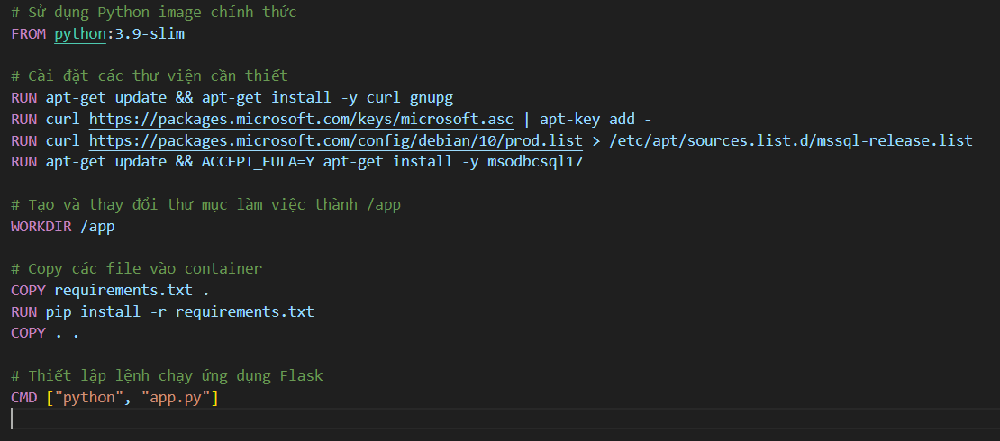 # Sử dụng Python image chính thức
FROM python:3.9-slim
# Cài đặt các thư viện cần thiết
RUN apt-get update && apt-get install -y curl gnupg
RUN curl https://packages.microsoft.com/keys/microsoft.asc | apt-key add -
RUN curl https://packages.microsoft.com/config/debian/10/prod.list > /etc/apt/sources.list.d/mssql-release.list
RUN apt-get update && ACCEPT_EULA=Y apt-get install -y msodbcsql17
# Tạo và thay đổi thư mục làm việc thành /app
WORKDIR /app
# Copy các file vào container
COPY requirements.txt .
RUN pip install -r requirements.txt
COPY . .
# Thiết lập lệnh chạy ứng dụng Flask
CMD ["python", "app.py"]